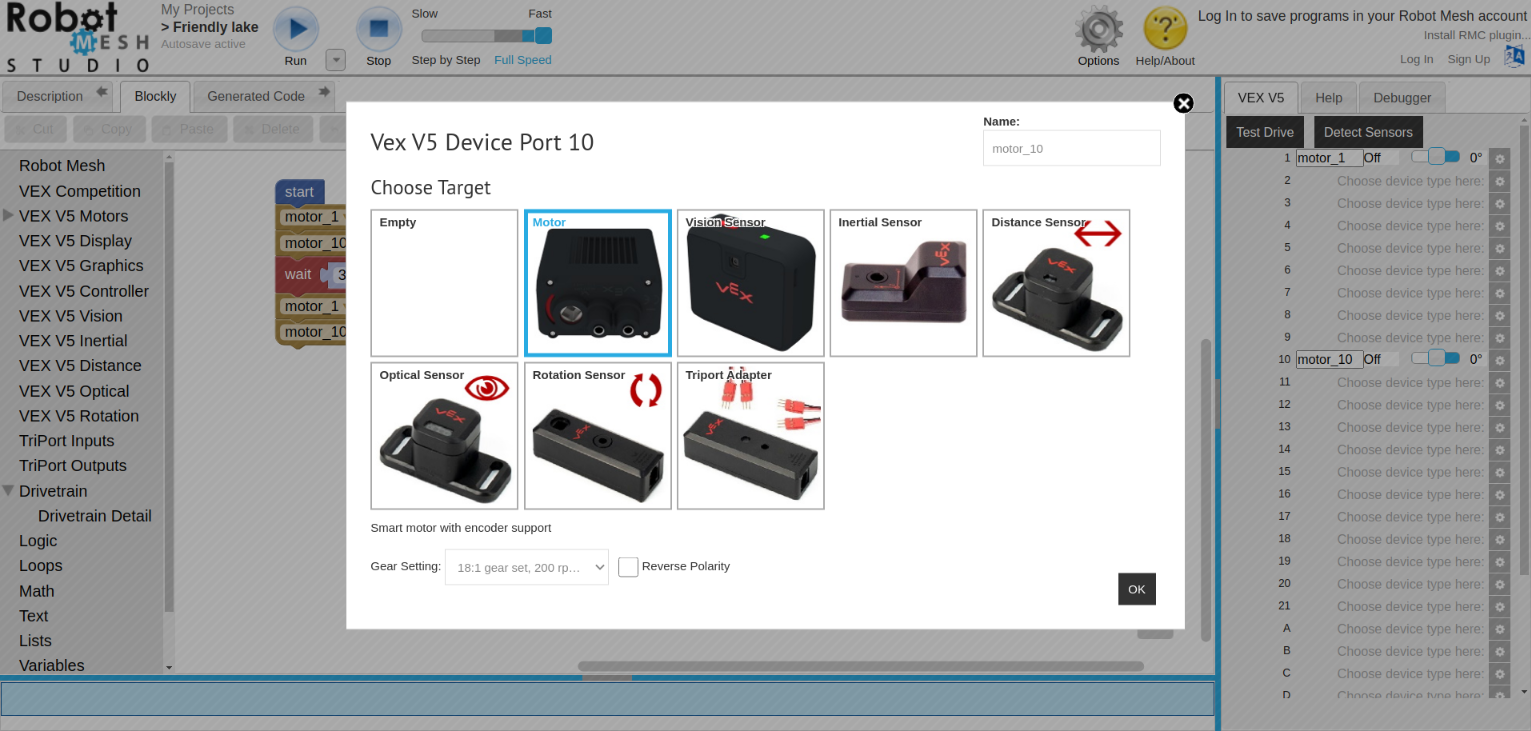 Robot
MESH
STUDIO
My Projects
> Friendly lake
Autosave active
Run
Stop
Slow Fast
Step by Step Full Speed
Options
Help/About
Log In to save programs in your Robot Mesh account
Install RMC plugin...
Log In Sign Up
Description
Blockly
Generated Code
Cut
Copy
Paste
Delete
Robot Mesh
VEX Competition
VEX V5 Motors
VEX V5 Display
VEX V5 Graphics
VEX V5 Controller
VEX V5 Vision
VEX V5 Inertial
VEX V5 Distance
VEX V5 Optical
VEX V5 Rotation
TriPort Inputs
TriPort Outputs
Drivetrain
Drivetrain Detail
Logic
Loops
Math
Text
Lists
Variables
start
motor_1
motor_10
wait 3
motor_1
motor_10
Vex V5 Device Port 10
Name:
motor_10
Choose Target
Empty
Motor
Vision Sensor
VEX
Inertial Sensor
VEX
Distance Sensor
VEX
Optical Sensor
VEX
Rotation Sensor
VEX
Triport Adapter
VEX
Smart motor with encoder support
Gear Setting: 18:1 gear set, 200 rp... Reverse Polarity
OK
VEX V5
Help
Debugger
Test Drive
Detect Sensors
1 motor_1 Off 0°
2 Choose device type here:
3 Choose device type here:
4 Choose device type here:
5 Choose device type here:
6 Choose device type here:
7 Choose device type here:
8 Choose device type here:
9 Choose device type here:
10 motor_10 Off 0°
11 Choose device type here:
12 Choose device type here:
13 Choose device type here:
14 Choose device type here:
15 Choose device type here:
16 Choose device type here:
17 Choose device type here:
18 Choose device type here:
19 Choose device type here:
20 Choose device type here:
21 Choose device type here:
A Choose device type here:
B Choose device type here:
C Choose device type here:
D Choose device type here: